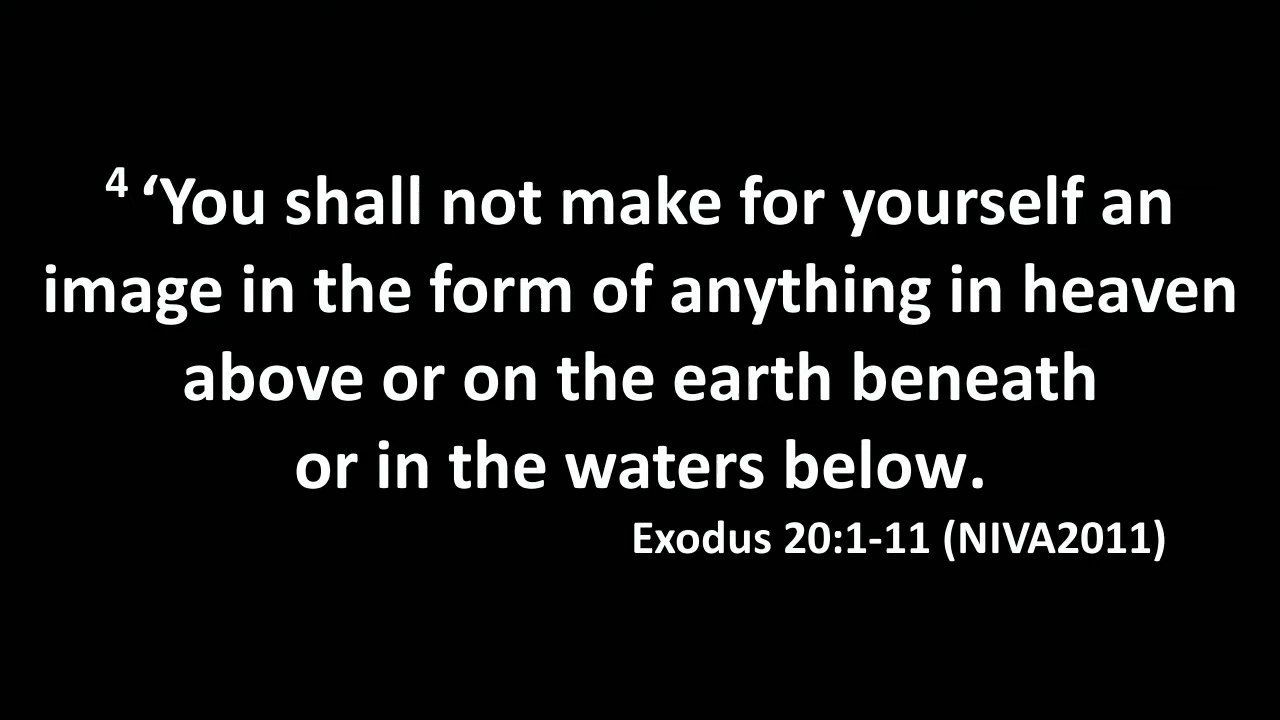 4 ‘You shall not make for yourself an
image in the form of anything in heaven
above or on the earth beneath
or in the waters below.
Exodus 20:1-11 (NIVA2011)